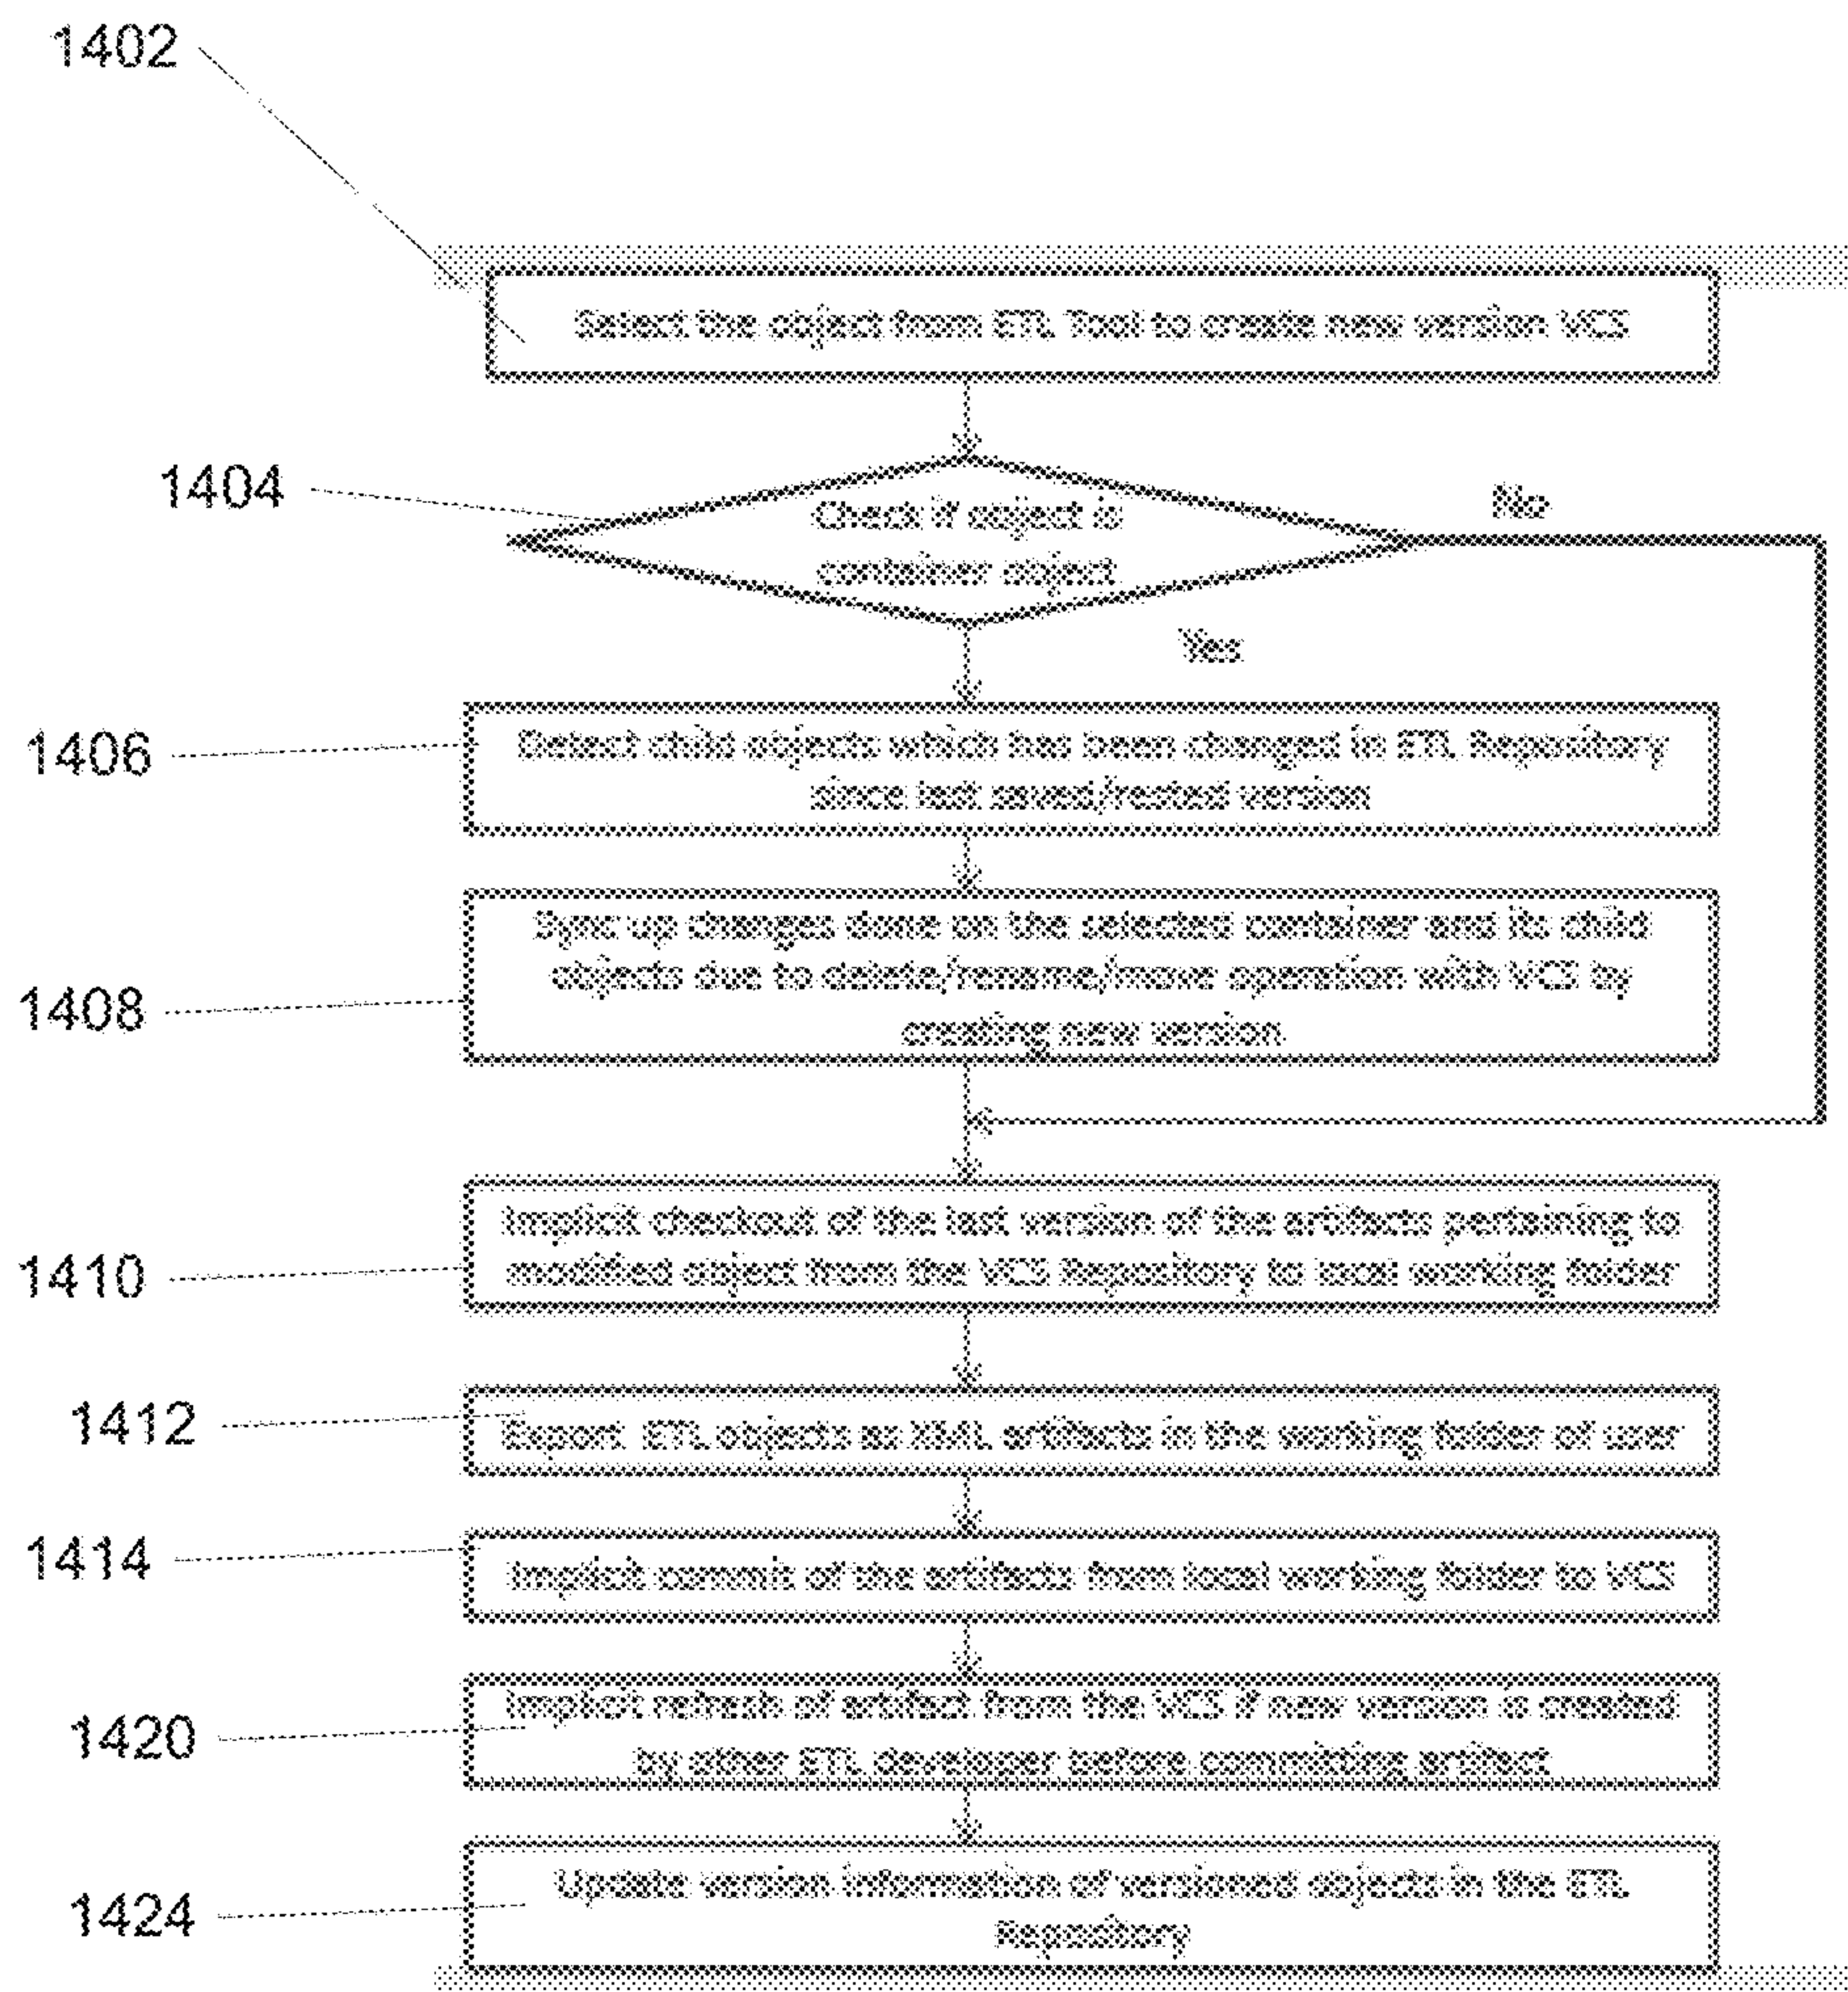 1402
Select the object from ETL Tool to create new version VCS
1404
Check if object is
container object
No
Yes
1406
Detect child objects which has been changed in ETL Repository
since last saved/ version
1408
Sync up changes done on the selected container and its child
objects due to delete/rename/move operation with VCS by
creating new version
1410
Implicit checkout of the last version of the artifacts pertaining to
modified object from the VCS Repository to local working folder
1412
Export ETL objects as XML artifacts in the working folder of user
1414
Implicit commit of the artifacts from local working folder to VCS
1420
Implicit refresh of artifact from the VCS if new version is created
by other ETL developer before committing artifact
1424
Update version information of versioned objects in the ETL
Repository